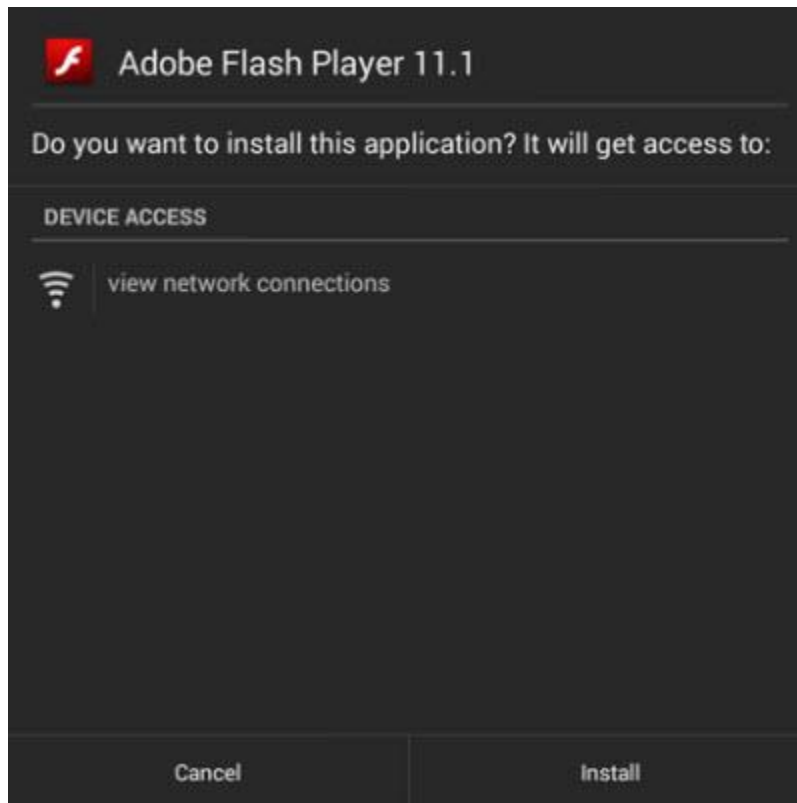 Adobe Flash Player 11.1
Do you want to install this application? It will get access to:
DEVICE ACCESS
view network connections
Cancel
Install